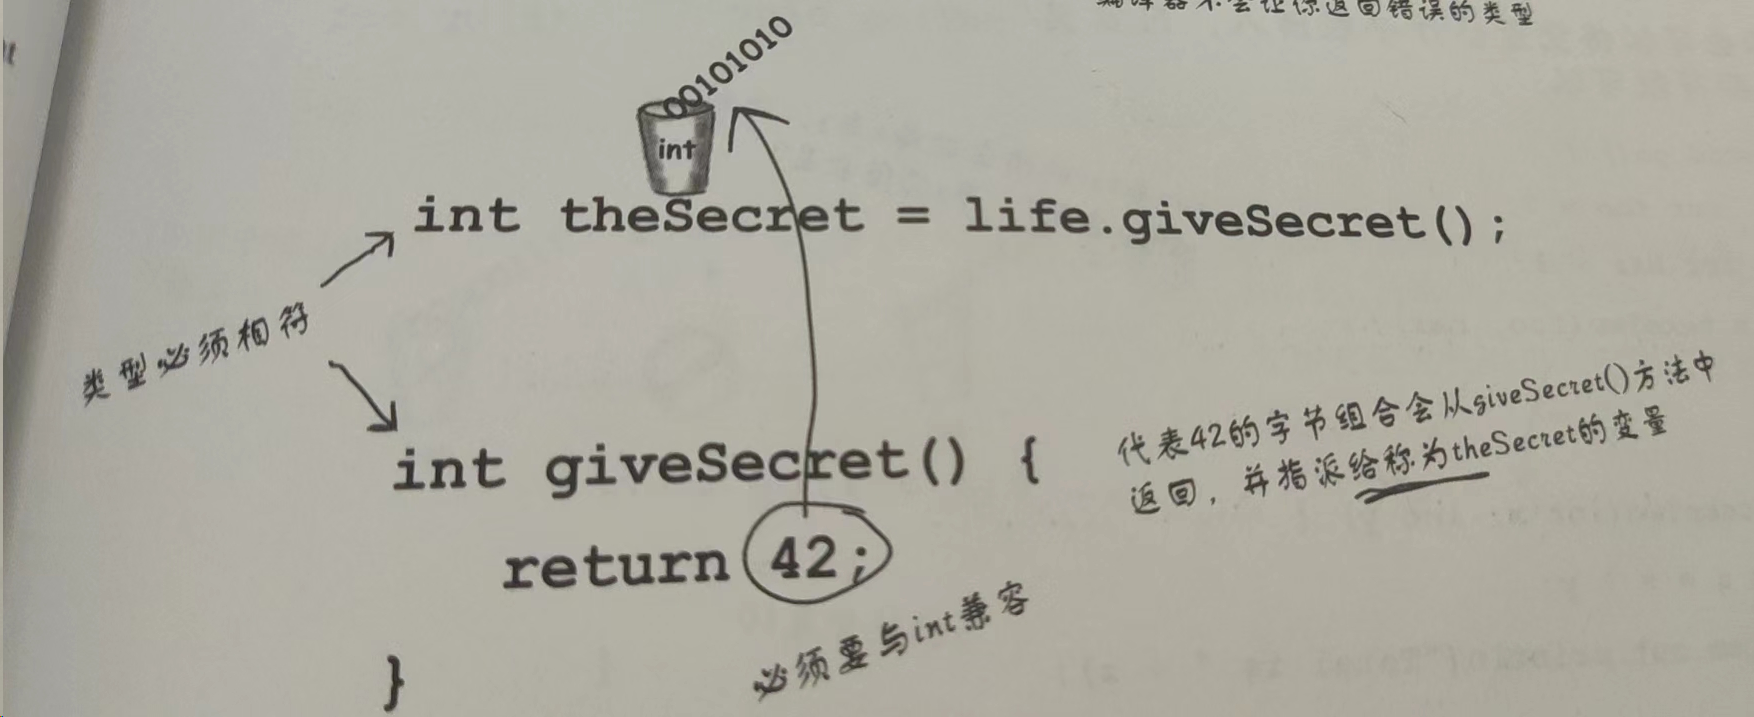 编译器不会让你返回错误的类型
00101010
int
int theSecret = life.giveSecret();
类型必须相符
int giveSecret() {
代表42的字节组合会从giveSecret()方法中
返回，并指派给称为theSecret的变量
return 42;
必须要与int兼容
}